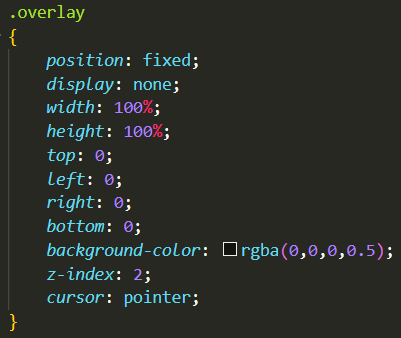 .overlay
{
    position: fixed;
    display: none;
    width: 100%;
    height: 100%;
    top: 0;
    left: 0;
    right: 0;
    bottom: 0;
    background-color: rgba(0,0,0,0.5);
    z-index: 2;
    cursor: pointer;
}